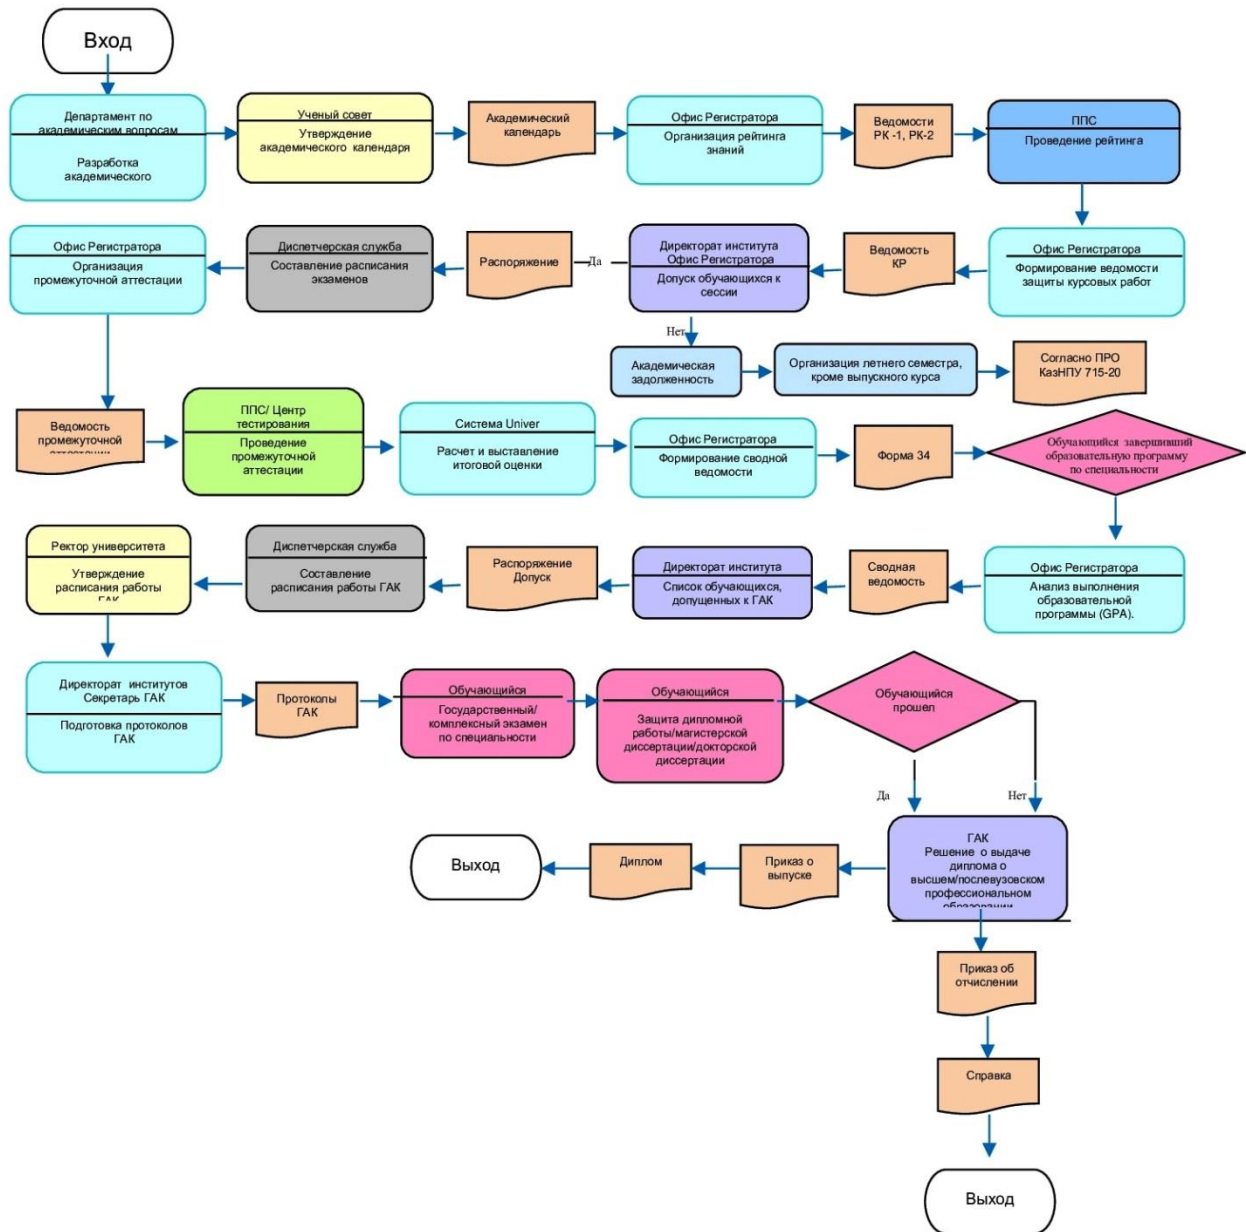 Вход
Департамент по
академическим вопросам
Разработка
академического
Ученый совет
Утверждение
академического календаря
Академический
календарь
Офис Регистратора
Организация рейтинга
знаний
Ведомости
РК -1, РК-2
ППС
Проведение рейтинга
Офис Регистратора
Организация
промежуточной аттестации
Диспетчерская служба
Составление расписания
экзаменов
Распоряжение
Да
Директорат института
Офис Регистратора
Допуск обучающихся к
сессии
Ведомость
КР
Офис Регистратора
Формирование ведомости
защиты курсовых работ
Нет
Академическая
задолженность
Организация летнего семестра,
кроме выпускного курса
Согласно ПРО
КазНПУ 715-20
Ведомость
промежуточной
аттестации
ППС/ Центр
тестирования
Проведение
промежуточной
аттестации
Система Univer
Расчет и выставление
итоговой оценки
Офис Регистратора
Формирование сводной
ведомости
Форма 34
Обучающийся завершивший
образовательную программу
по специальности
Ректор университета
Утверждение
расписания работы
ГАК
Диспетчерская служба
Составление
расписания работы ГАК
Распоряжение
Допуск
Директорат института
Список обучающихся,
допущенных к ГАК
Сводная
ведомость
Офис Регистратора
Анализ выполнения
образовательной
программы (GPA).
Директорат институтов
Секретарь ГАК
Подготовка протоколов
ГАК
Протоколы
ГАК
Обучающийся
Государственный/
комплексный экзамен
по специальности
Обучающийся
Защита дипломной
работы/магистерской
диссертации/докторской
диссертации
Обучающийся
прошел
Да
Нет
Выход
Диплом
Приказ о
выпуске
ГАК
Решение о выдаче
диплома о
высшем/послевузовском
профессиональном
образовании
Приказ об
отчислении
Справка
Выход